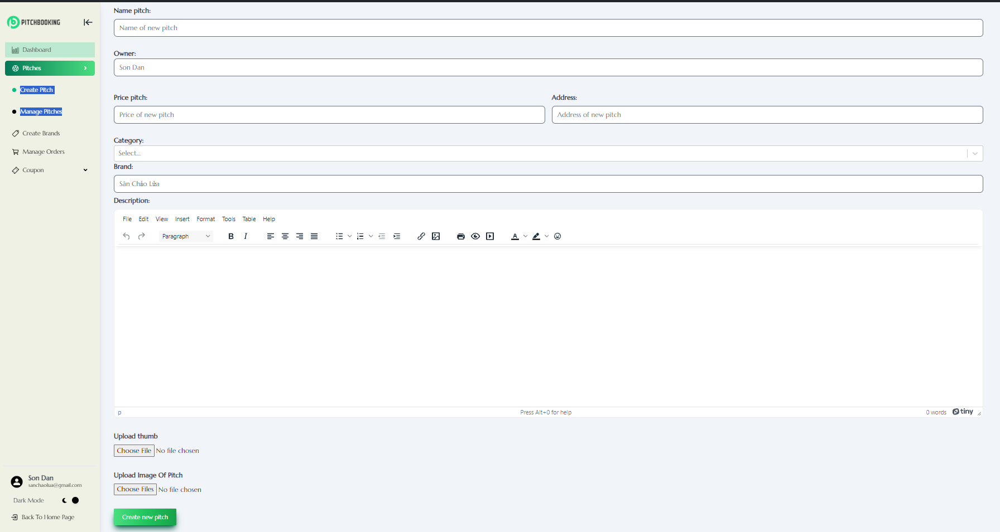 PITCHBOOKING
Dashboard
Pitches
Create Pitch
Manage Pitches
Create Brands
Manage Orders
Coupon
Son Dan
sanchaolua@gmail.com
Dark Mode
Back To Home Page
Name pitch:
Name of new pitch
Owner:
Son Dan
Price pitch:
Price of new pitch
Address:
Address of new pitch
Category:
Select...
Brand:
Sân Chảo Lửa
Description:
File Edit View Insert Format Tools Table Help
Paragraph B I A
p Press Alt+0 for help 0 words tiny
Upload thumb
Choose File No file chosen
Upload Image Of Pitch
Choose Files No file chosen
Create new pitch